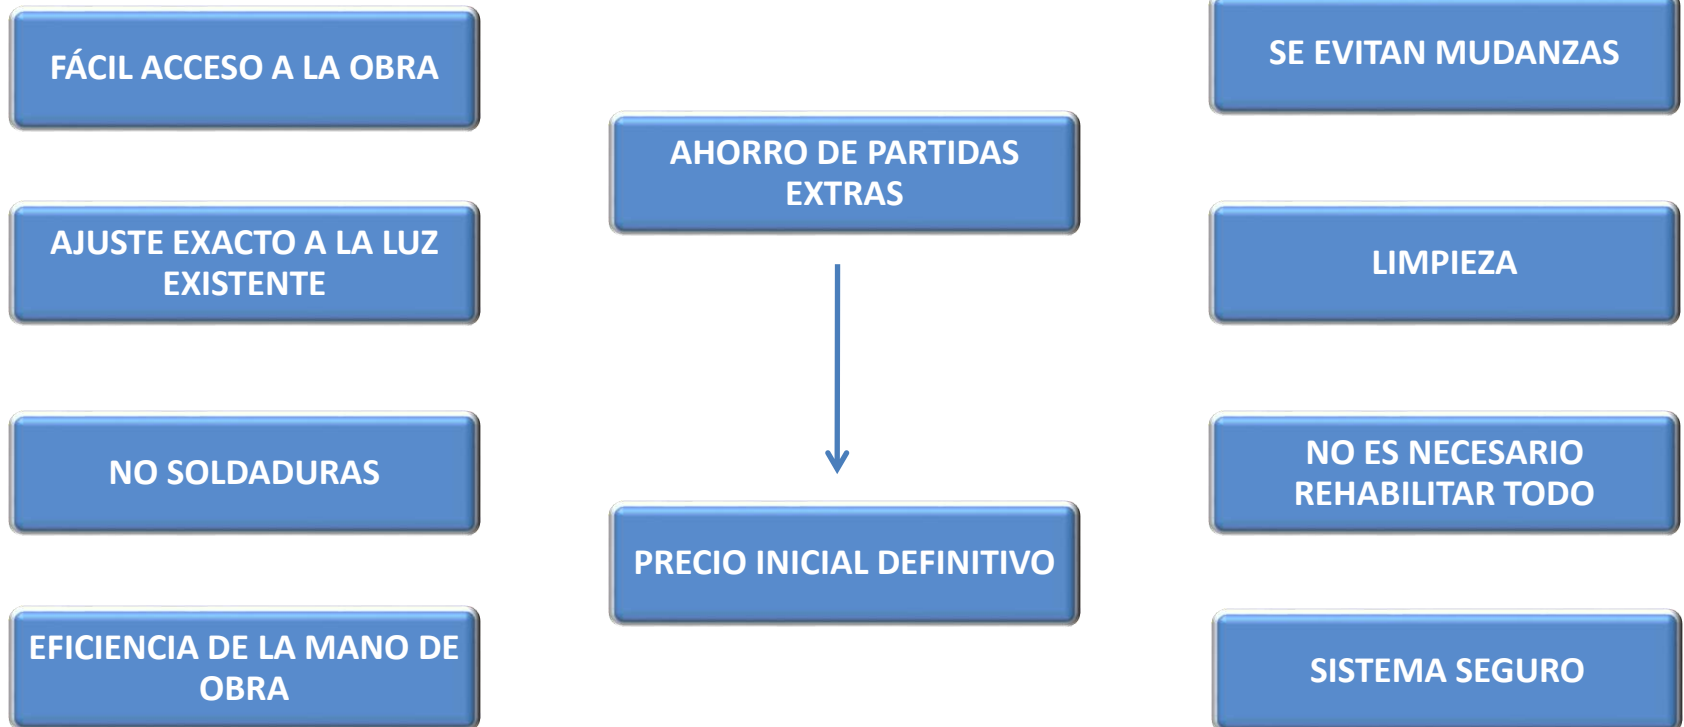 FÁCIL ACCESO A LA OBRA
AJUSTE EXACTO A LA LUZ
EXISTENTE
NO SOLDADURAS
EFICIENCIA DE LA MANO DE
OBRA
AHORRO DE PARTIDAS
EXTRAS
PRECIO INICIAL DEFINITIVO
SE EVITAN MUDANZAS
LIMPIEZA
NO ES NECESARIO
REHABILITAR TODO
SISTEMA SEGURO